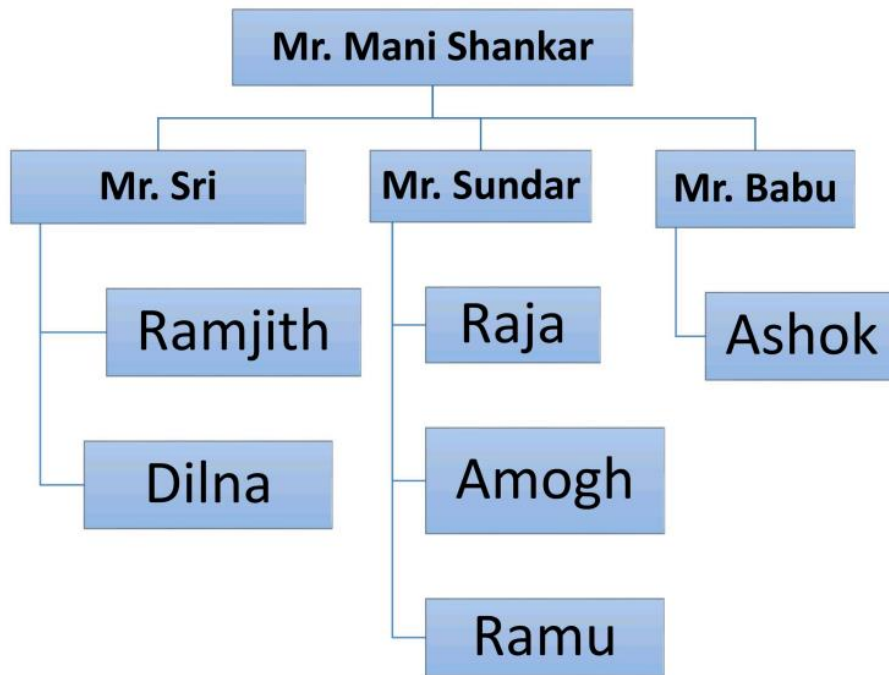 Mr. Mani Shankar
Mr. Sri
Mr. Sundar
Mr. Babu
Ramjith
Dilna
Raja
Amogh
Ramu
Ashok